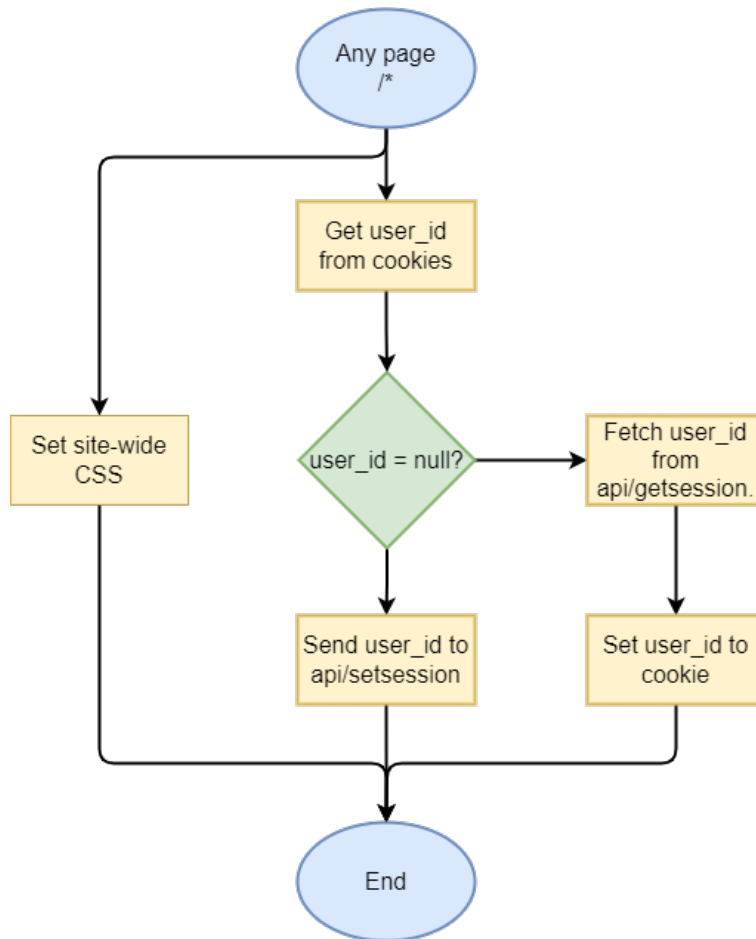 Any page
/*
Get user_id
from cookies
Set site-wide
CSS
user_id = null?
Fetch user_id
from
api/getsession.
Send user_id to
api/setsession
Set user_id to
cookie
End